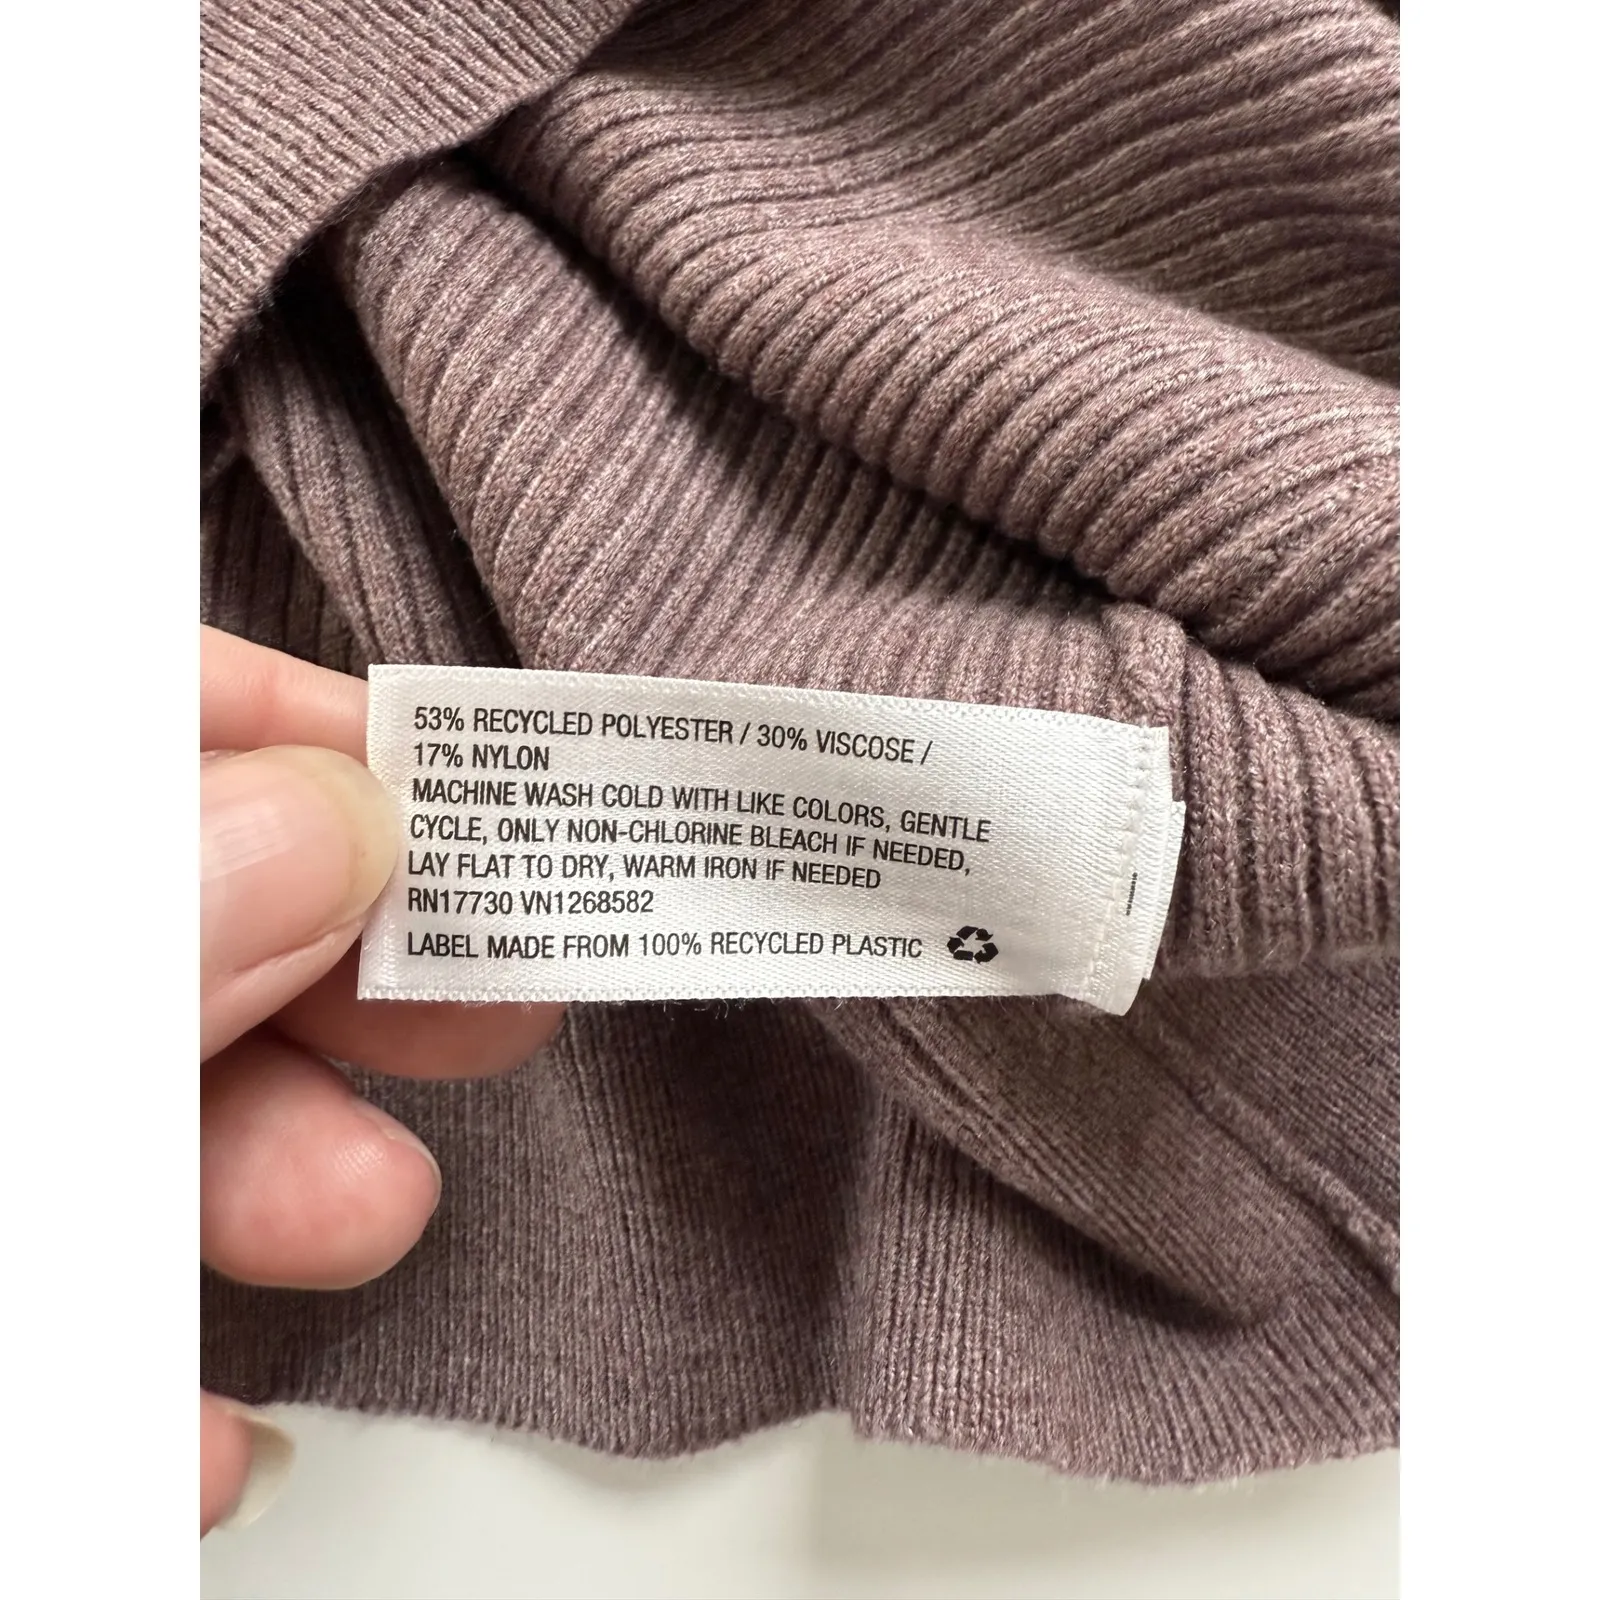 53% RECYCLED POLYESTER / 30% VISCOSE /
17% NYLON
MACHINE WASH COLD WITH LIKE COLORS, GENTLE
CYCLE, ONLY NON-CHLORINE BLEACH IF NEEDED,
LAY FLAT TO DRY, WARM IRON IF NEEDED
RN17730 VN1268582
LABEL MADE FROM 100% RECYCLED PLASTIC